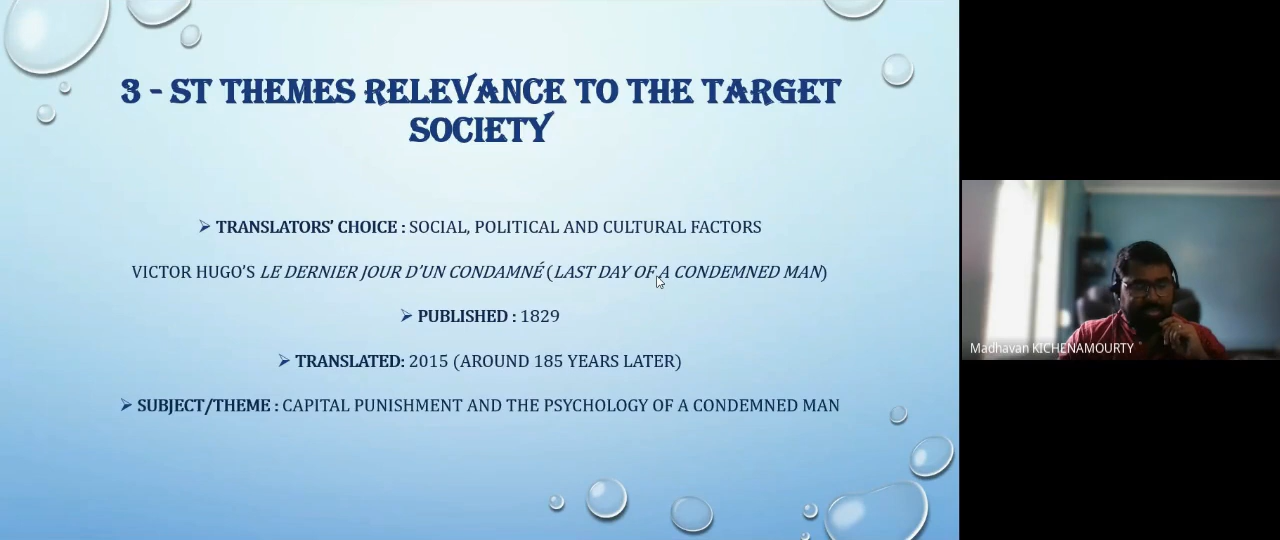 3 - ST THEMES RELEVANCE TO THE TARGET
SOCIETY
➢ TRANSLATORS' CHOICE : SOCIAL, POLITICAL AND CULTURAL FACTORS
VICTOR HUGO'S LE DERNIER JOUR D'UN CONDAMNÉ (LAST DAY OF A CONDEMNED MAN)
➢ PUBLISHED : 1829
➢ TRANSLATED: 2015 (AROUND 185 YEARS LATER)
➢ SUBJECT/THEME : CAPITAL PUNISHMENT AND THE PSYCHOLOGY OF A CONDEMNED MAN
Madhavan KICHENAMOURTY